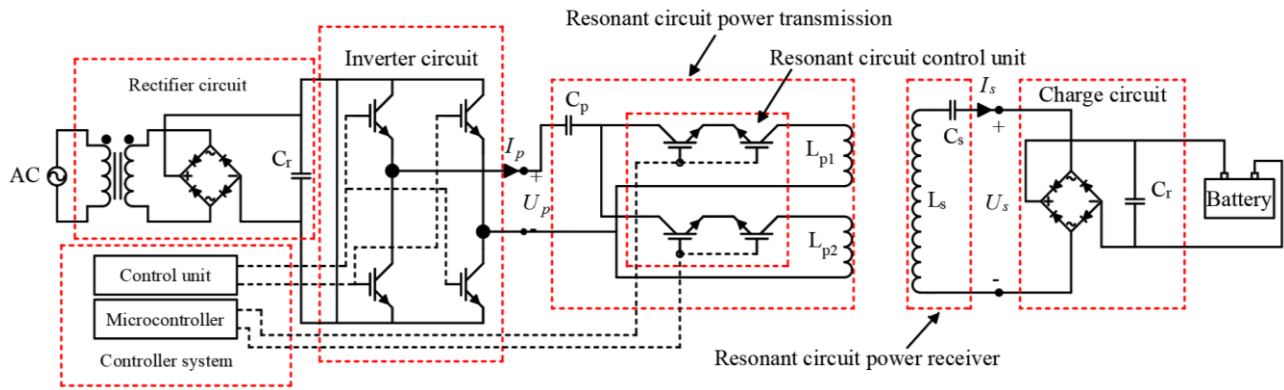 Resonant circuit power transmission
Resonant circuit control unit
Inverter circuit
Rectifier circuit
Charge circuit
AC
Cr
Ip
+
Up
-
Cp
Lp1
Lp2
Is
Cs
+
Ls
Us
-
Cr
Battery
Control unit
Microcontroller
Controller system
Resonant circuit power receiver